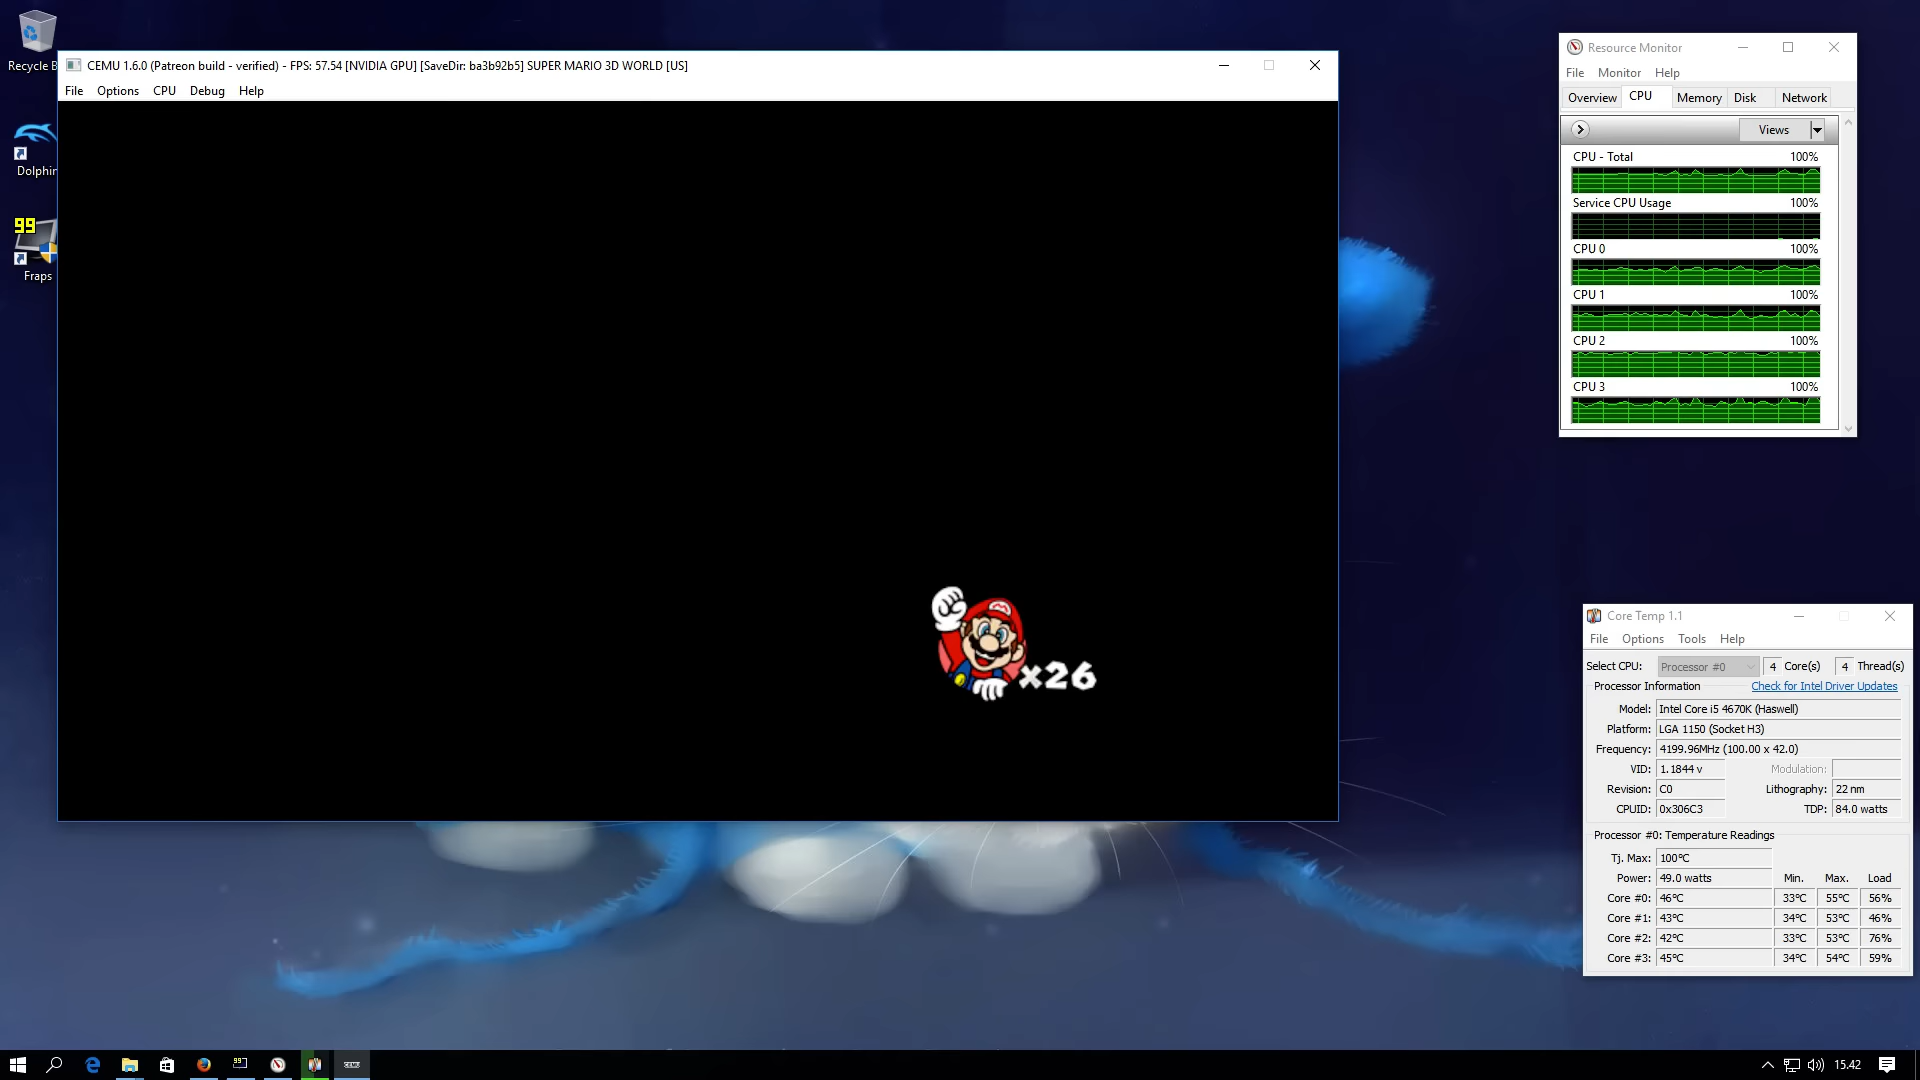 Recycle B
Dolphin
99
Fraps
CEMU 1.6.0 (Patreon build - verified) - FPS: 57.54 [NVIDIA GPU] [SaveDir: ba3b92b5] SUPER MARIO 3D WORLD [US]
File Options CPU Debug Help
M
x26
Resource Monitor
File Monitor Help
Overview CPU Memory Disk Network
Views
CPU - Total 100%
Service CPU Usage 100%
CPU 0 100%
CPU 1 100%
CPU 2 100%
CPU 3 100%
Core Temp 1.1
File Options Tools Help
Select CPU: Processor #0 4 Core(s) 4 Thread(s)
Processor Information Check for Intel Driver Updates
Model: Intel Core i5 4670K (Haswell)
Platform: LGA 1150 (Socket H3)
Frequency: 4199.96MHz (100.00 x 42.0)
VID: 1.1844 v Modulation:
Revision: C0 Lithography: 22 nm
CPUID: 0x306C3 TDP: 84.0 watts
Processor #0: Temperature Readings
Tj. Max: 100°C
Power: 49.0 watts Min. Max. Load
Core #0: 46°C 33°C 55°C 56%
Core #1: 43°C 34°C 53°C 46%
Core #2: 42°C 33°C 53°C 76%
Core #3: 45°C 34°C 54°C 59%
99
CEMU
15.42